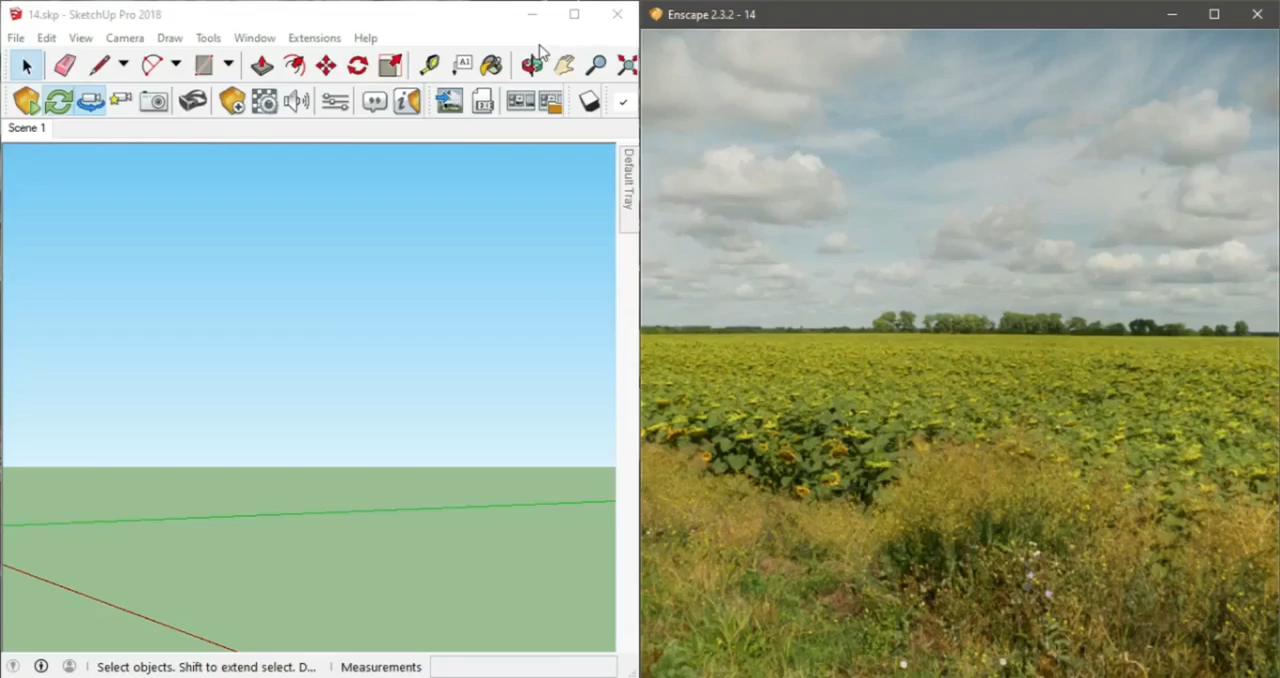 14.skp - SketchUp Pro 2018
File Edit View Camera Draw Tools Window Extensions Help
A1
Scene 1
Default Tray
Select objects. Shift to extend select. D... Measurements
Enscape 2.3.2 - 14